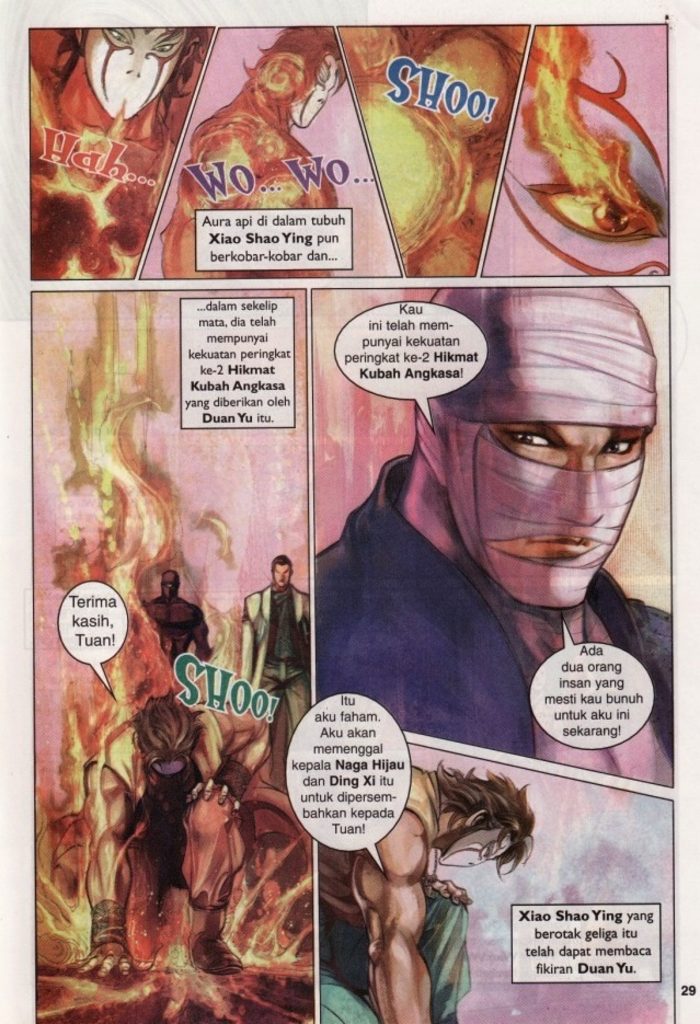 Hah...
WO... WO...
Aura api di dalam tubuh
Xiao Shao Ying pun
berkobar-kobar dan...
SHOO!
...dalam sekelip
mata, dia telah
mempunyai
kekuatan peringkat
ke-2 Hikmat
Kubah Angkasa
yang diberikan oleh
Duan Yu itu.
Terima
kasih,
Tuan!
SHOO!
Kau
ini telah mem-
punyai kekuatan
peringkat ke-2 Hikmat
Kubah Angkasa!
Ada
dua orang
insan yang
mesti kau bunuh
untuk aku ini
sekarang!
Itu
aku faham.
Aku akan
memenggal
kepala Naga Hijau
dan Ding Xi itu
untuk dipersem-
bahkan kepada
Tuan!
Xiao Shao Ying yang
berotak geliga itu
telah dapat membaca
fikiran Duan Yu.
29